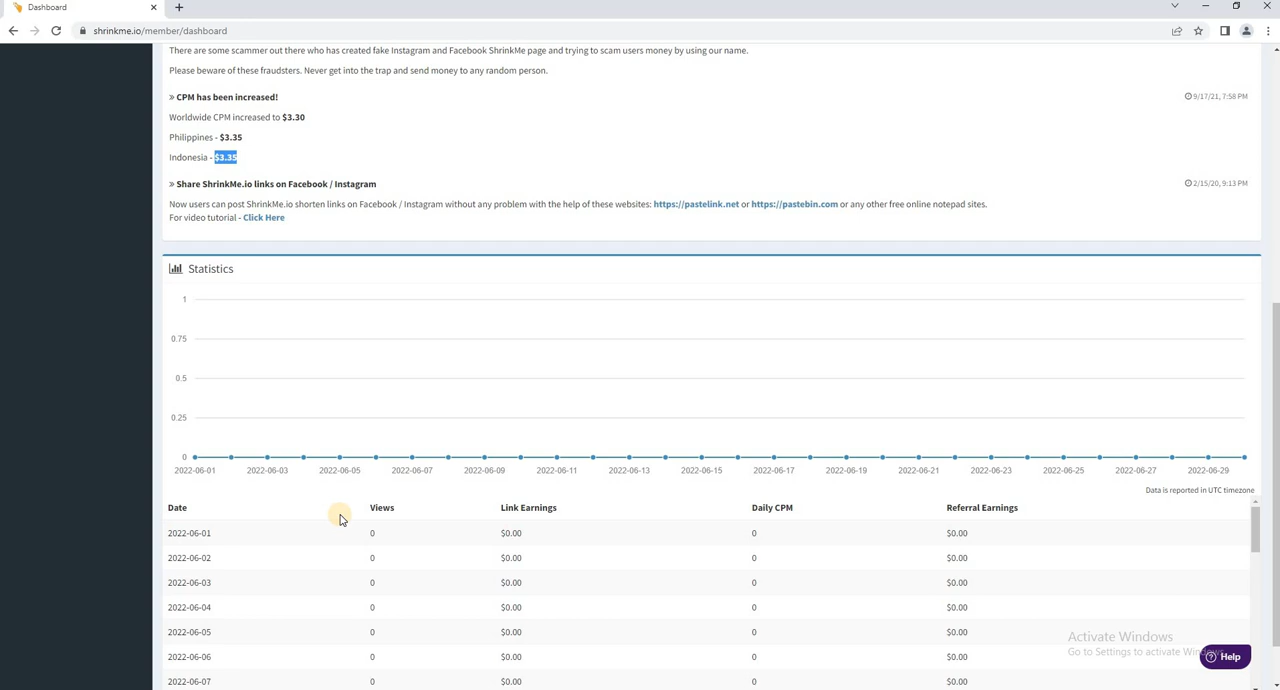 Dashboard
shrinkme.io/member/dashboard
There are some scammer out there who has created fake Instagram and Facebook ShrinkMe page and trying to scam users money by using our name.
Please beware of these fraudsters. Never get into the trap and send money to any random person.
» CPM has been increased! 9/17/21, 7:58 PM
Worldwide CPM increased to $3.30
Philippines - $3.35
Indonesia - $3.35
» Share ShrinkMe.io links on Facebook / Instagram 2/15/20, 9:13 PM
Now users can post ShrinkMe.io shorten links on Facebook / Instagram without any problem with the help of these websites: https://pastelink.net or https://pastebin.com or any other free online notepad sites.
For video tutorial - Click Here
Statistics
1
0.75
0.5
0.25
0
2022-06-01 2022-06-03 2022-06-05 2022-06-07 2022-06-09 2022-06-11 2022-06-13 2022-06-15 2022-06-17 2022-06-19 2022-06-21 2022-06-23 2022-06-25 2022-06-27 2022-06-29
Data is reported in UTC timezone
Date Views Link Earnings Daily CPM Referral Earnings
2022-06-01 0 $0.00 0 $0.00
2022-06-02 0 $0.00 0 $0.00
2022-06-03 0 $0.00 0 $0.00
2022-06-04 0 $0.00 0 $0.00
2022-06-05 0 $0.00 0 $0.00
2022-06-06 0 $0.00 0 $0.00
2022-06-07 0 $0.00 0 $0.00
Activate Windows
Go to Settings to activate Windows.
Help